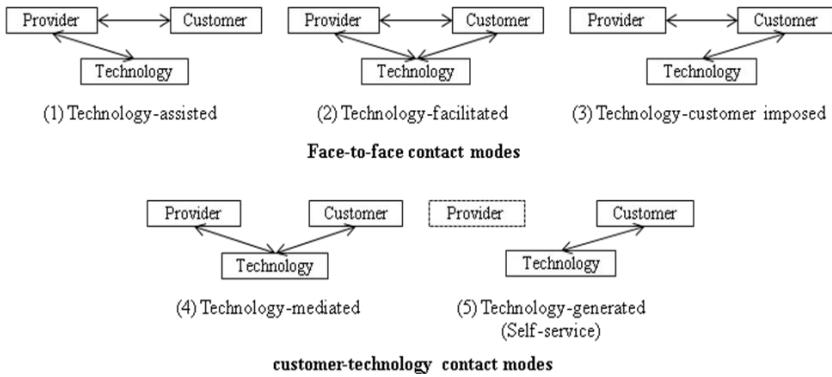 Provider Customer Provider Customer Provider Customer
Technology Technology Technology
(1) Technology-assisted (2) Technology-facilitated (3) Technology-customer imposed
Face-to-face contact modes
Provider Customer Provider Customer
Technology Technology
(4) Technology-mediated (5) Technology-generated
(Self-service)
customer-technology contact modes